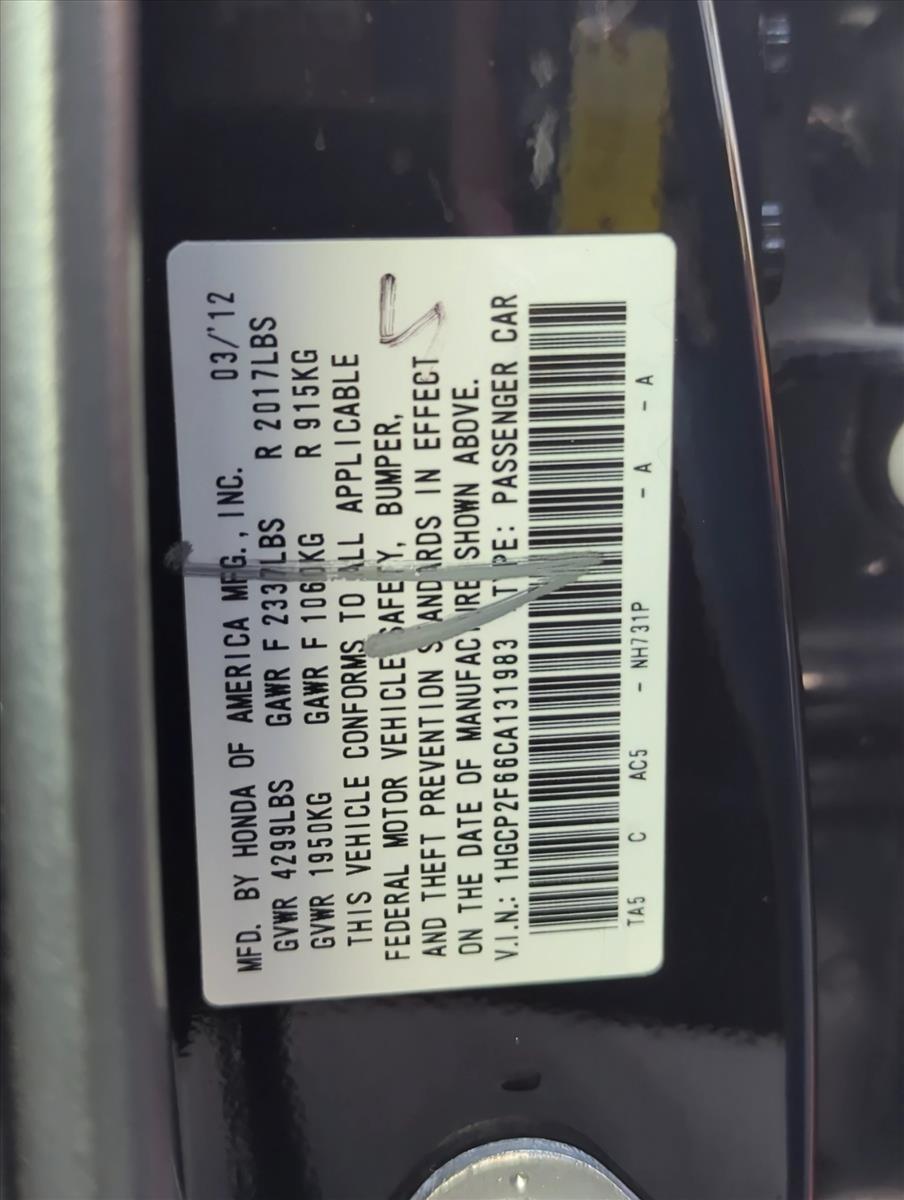 MFD. BY HONDA OF AMERICA MFG., INC. 03/'12
GVWR 4299LBS GAWR F 2337LBS R 2017LBS
GVWR 1950KG GAWR F 1060KG R 915KG
THIS VEHICLE CONFORMS TO ALL APPLICABLE
FEDERAL MOTOR VEHICLE SAFETY, BUMPER,
AND THEFT PREVENTION STANDARDS IN EFFECT
ON THE DATE OF MANUFACTURE SHOWN ABOVE.
V.I.N.: 1HGCP2F66CA131983 TYPE: PASSENGER CAR
TA5 C AC5 - NH731P - A - A